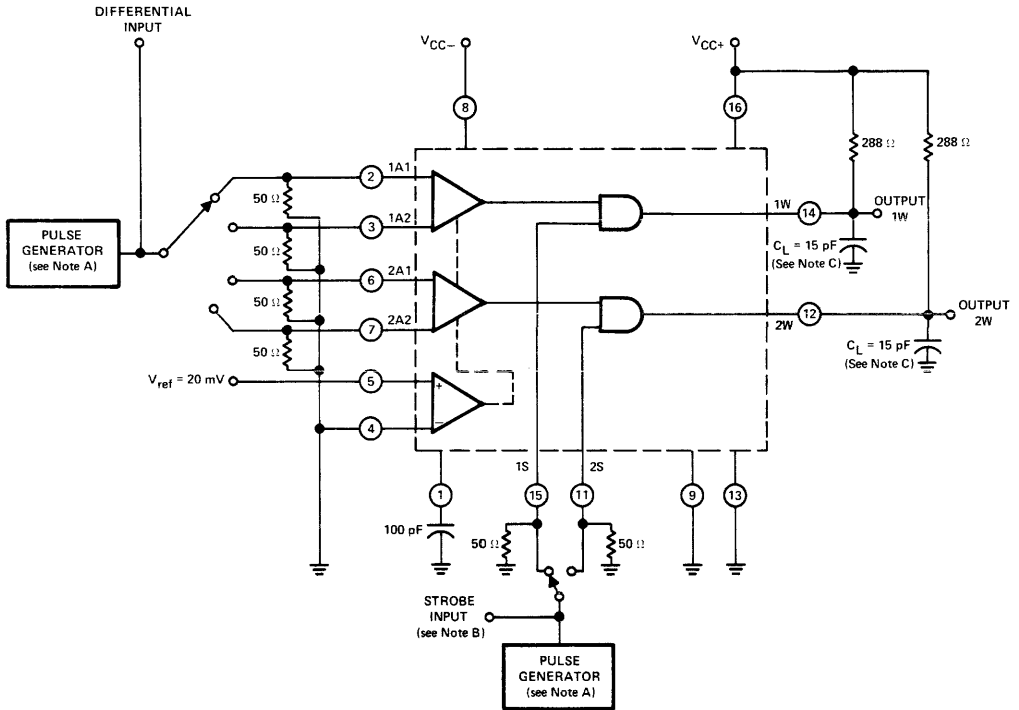 DIFFERENTIAL
INPUT
VCC−
VCC+
8
16
288 Ω
288 Ω
2
1A1
50 Ω
PULSE
GENERATOR
(see Note A)
3
1A2
50 Ω
1W
14
OUTPUT
1W
CL = 15 pF
(See Note C)
6
2A1
50 Ω
7
2A2
50 Ω
2W
12
OUTPUT
2W
CL = 15 pF
(See Note C)
Vref = 20 mV
5
+
4
−
1S
2S
1
15
11
9
13
100 pF
50 Ω
50 Ω
STROBE
INPUT
(see Note B)
PULSE
GENERATOR
(see Note A)